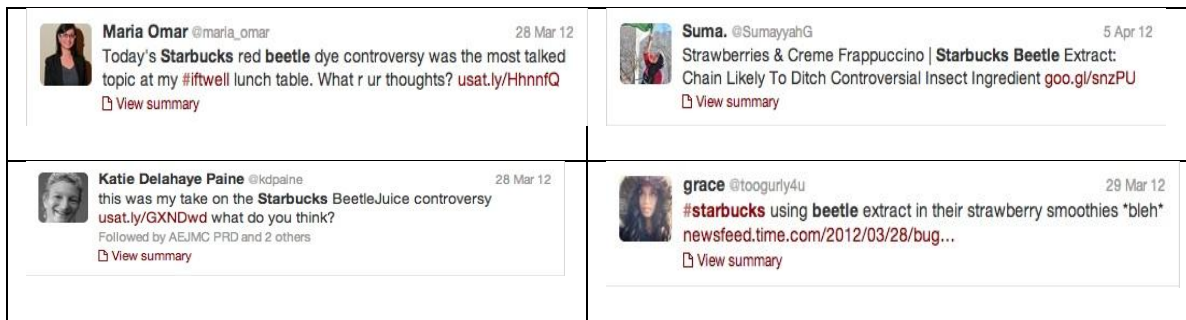 Maria Omar @maria_omar 28 Mar 12
Today's Starbucks red beetle dye controversy was the most talked
topic at my #iftwell lunch table. What r ur thoughts? usat.ly/HhnnfQ
View summary
Suma. @SumayyahG 5 Apr 12
Strawberries & Creme Frappuccino | Starbucks Beetle Extract:
Chain Likely To Ditch Controversial Insect Ingredient goo.gl/snzPU
View summary
Katie Delahaye Paine @kdpaine 28 Mar 12
this was my take on the Starbucks BeetleJuice controversy
usat.ly/GXNDwd what do you think?
Followed by AEJMC PRD and 2 others
View summary
grace @toogurly4u 29 Mar 12
#starbucks using beetle extract in their strawberry smoothies *bleh*
newsfeed.time.com/2012/03/28/bug...
View summary